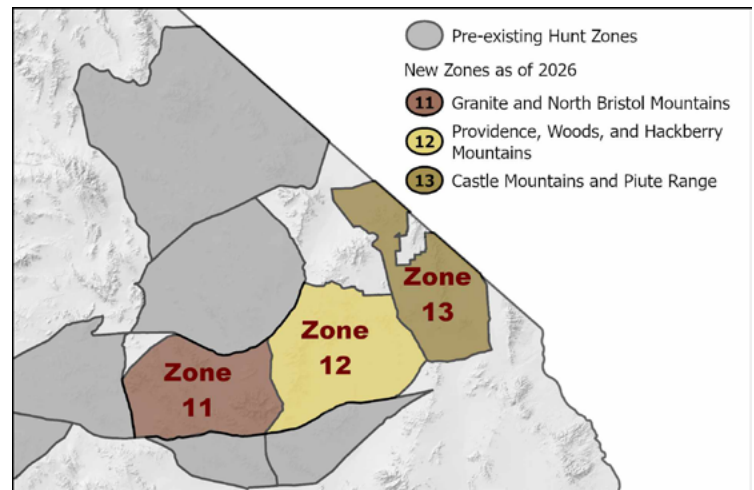 Pre-existing Hunt Zones
New Zones as of 2026
11 Granite and North Bristol Mountains
12 Providence, Woods, and Hackberry
Mountains
13 Castle Mountains and Piute Range
Zone
13
Zone
12
Zone
11